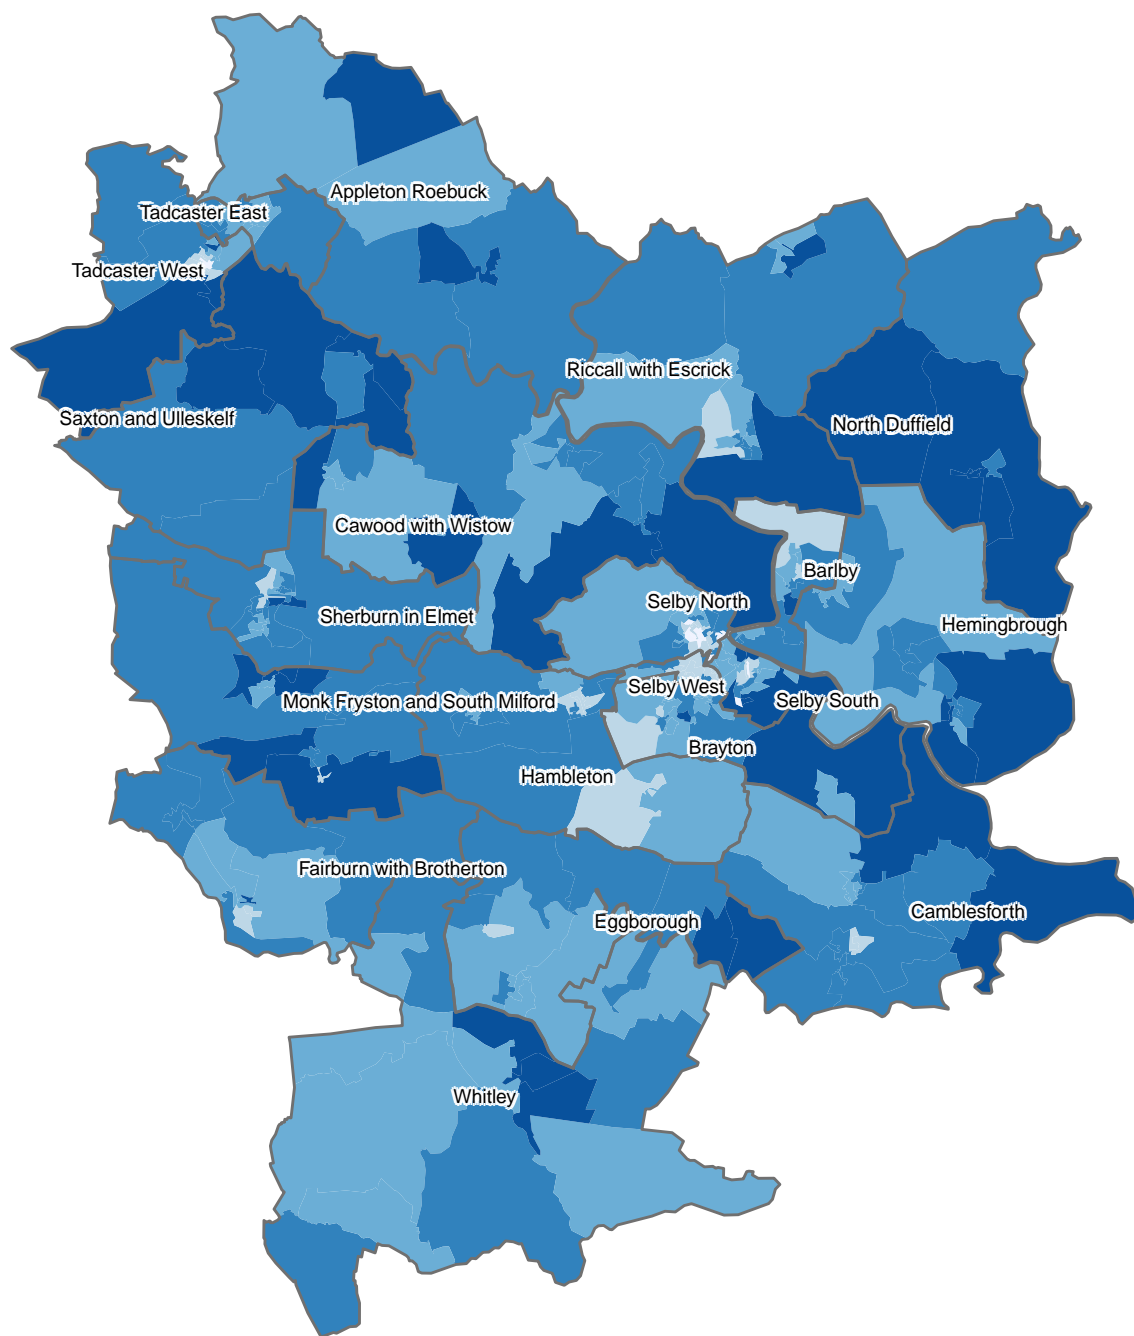 Appleton Roebuck
Tadcaster East
Tadcaster West
Riccall with Escrick
Saxton and Ulleskelf
North Duffield
Cawood with Wistow
Barlby
Selby North
Sherburn in Elmet
Hemingbrough
Selby West
Monk Fryston and South Milford
Selby South
Brayton
Hambleton
Fairburn with Brotherton
Camblesforth
Eggborough
Whitley